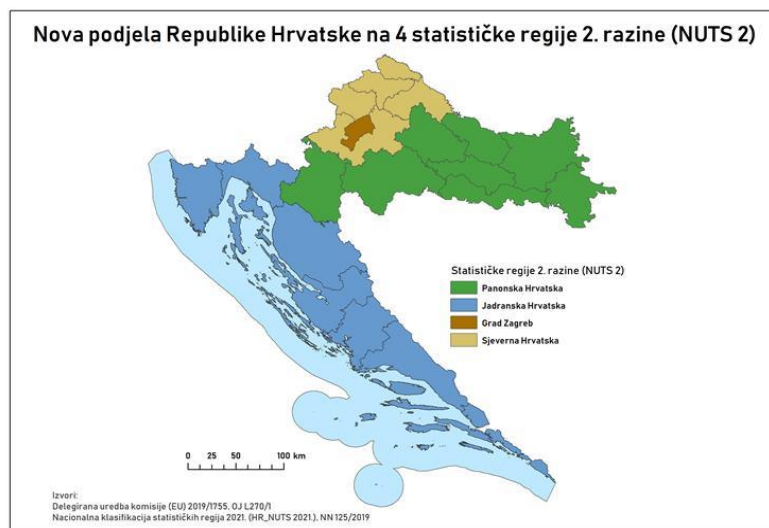 Nova podjela Republike Hrvatske na 4 statističke regije 2. razine (NUTS 2)
Statističke regije 2. razine (NUTS 2)
Panonska Hrvatska
Jadranska Hrvatska
Grad Zagreb
Sjeverna Hrvatska
0 25 50 75 100 km
Izvori:
Delegirana uredba komisije (EU) 2019/1755. OJ L270/1
Nacionalna klasifikacija statističkih regija 2021. (HR_NUTS 2021.), NN 125/2019